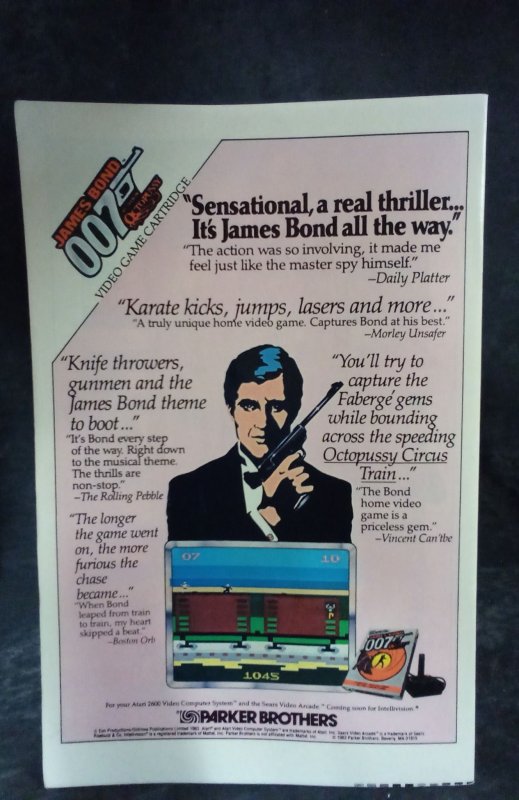 JAMES BOND
007
OCTOPUSSY
VIDEO GAME CARTRIDGE
"Sensational, a real thriller...
It's James Bond all the way."
"The action was so involving, it made me
feel just like the master spy himself."
—Daily Platter
"Karate kicks, jumps, lasers and more..."
"A truly unique home video game. Captures Bond at his best."
—Morley Unsafer
"Knife throwers,
gunmen and the
James Bond theme
to boot..."
"It's Bond every step
of the way. Right down
to the musical theme.
The thrills are
non-stop."
—The Rolling Pebble
"The longer
the game went
on, the more
furious the
chase
became..."
"When Bond
leaped from train
to train, my heart
skipped a beat."
—Boston Orb
"You'll try to
capture the
Fabergé gems
while bounding
across the speeding
Octopussy Circus
Train..."
"The Bond
home video
game is a
priceless gem."
—Vincent Can'tbe
07 10
1045
007
For your Atari 2600 Video Computer System™ and the Sears Video Arcade.™ Coming soon for Intellivision.®
PARKER BROTHERS